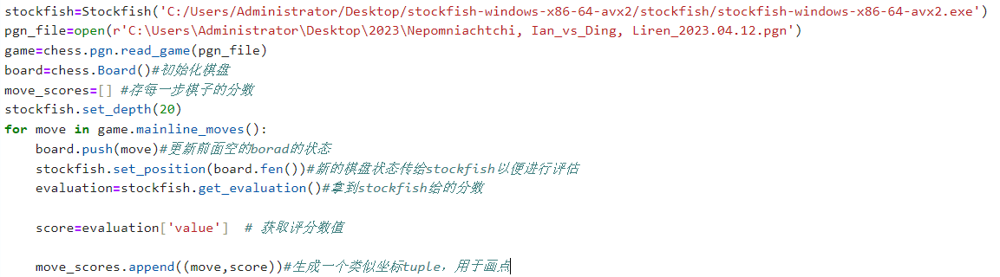 stockfish=Stockfish('C:/Users/Administrator/Desktop/stockfish-windows-x86-64-avx2/stockfish/stockfish-windows-x86-64-avx2.exe')
pgn_file=open(r'C:\Users\Administrator\Desktop\2023\Nepomniachtchi, Ian_vs_Ding, Liren_2023.04.12.pgn')
game=chess.pgn.read_game(pgn_file)
board=chess.Board()#初始化棋盘
move_scores=[] #存每一步棋子的分数
stockfish.set_depth(20)
for move in game.mainline_moves():
    board.push(move)#更新前面空的borad的状态
    stockfish.set_position(board.fen())#新的棋盘状态传给stockfish以便进行评估
    evaluation=stockfish.get_evaluation()#拿到stockfish给的分数
    score=evaluation['value']  # 获取评分数值
    move_scores.append((move,score))#生成一个类似坐标tuple，用于画点